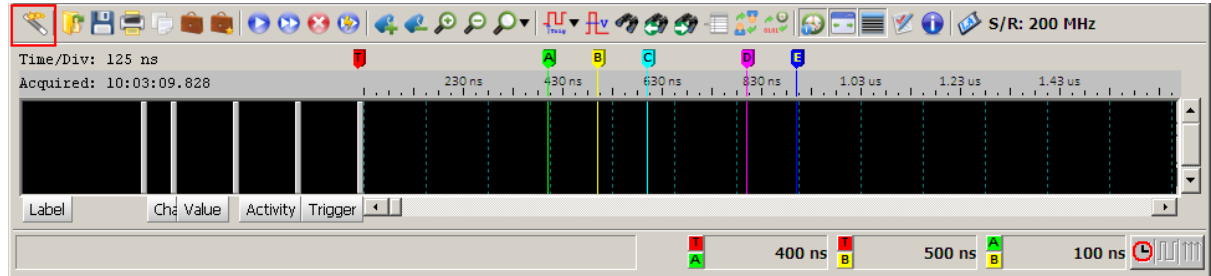 S/R: 200 MHz
Time/Div: 125 ns
T A B C D E
Acquired: 10:03:09.828
230 ns 430 ns 630 ns 830 ns 1.03 us 1.23 us 1.43 us
Label Cha Value Activity Trigger
T A 400 ns T B 500 ns A B 100 ns